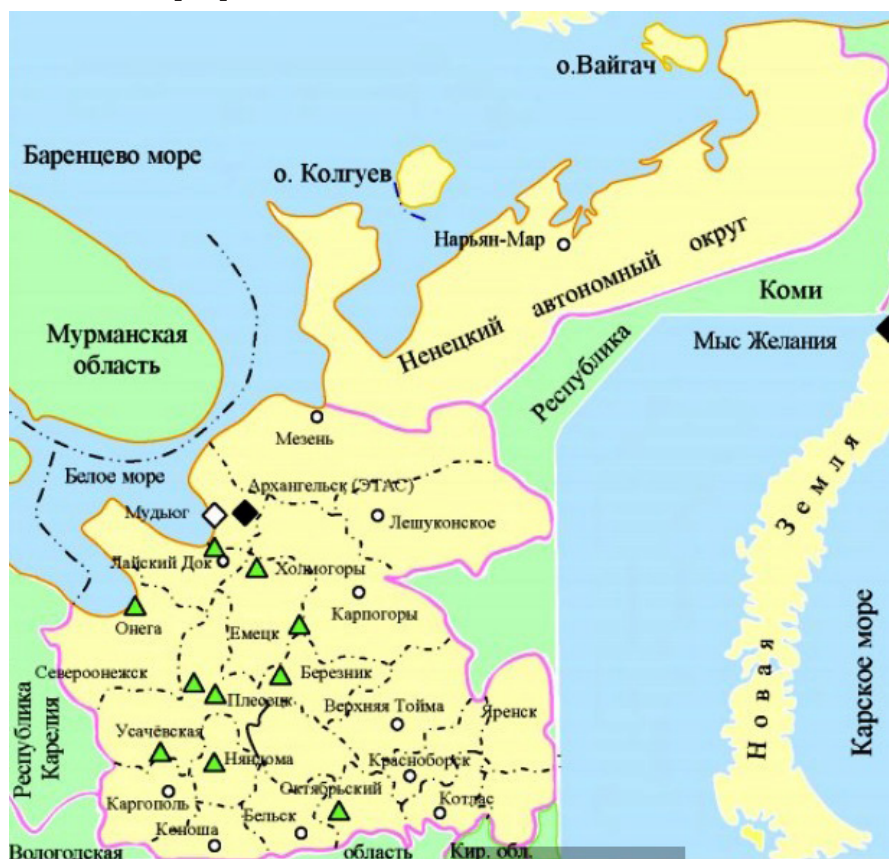 о.Вайгач
Баренцево море
о. Колгуев
Нарьян-Мар
Ненецкий автономный округ
Коми
Республика
Мыс Желания
Мурманская
область
Мезень
Белое море
Архангельск (ЭТАС)
Мудьюг
Лешуконское
Лайский Док
Холмогоры
Карпогоры
Онега
Емецк
Североонежск
Березник
Плесецк
Верхняя Тойма
Яренск
Усачёвская
Няндома
Красноборск
Октябрьский
Каргополь
Котлас
Коноша
Бельск
Республика
Карелия
Вологодская область
Кир. обл.
Новая Земля
Карское море